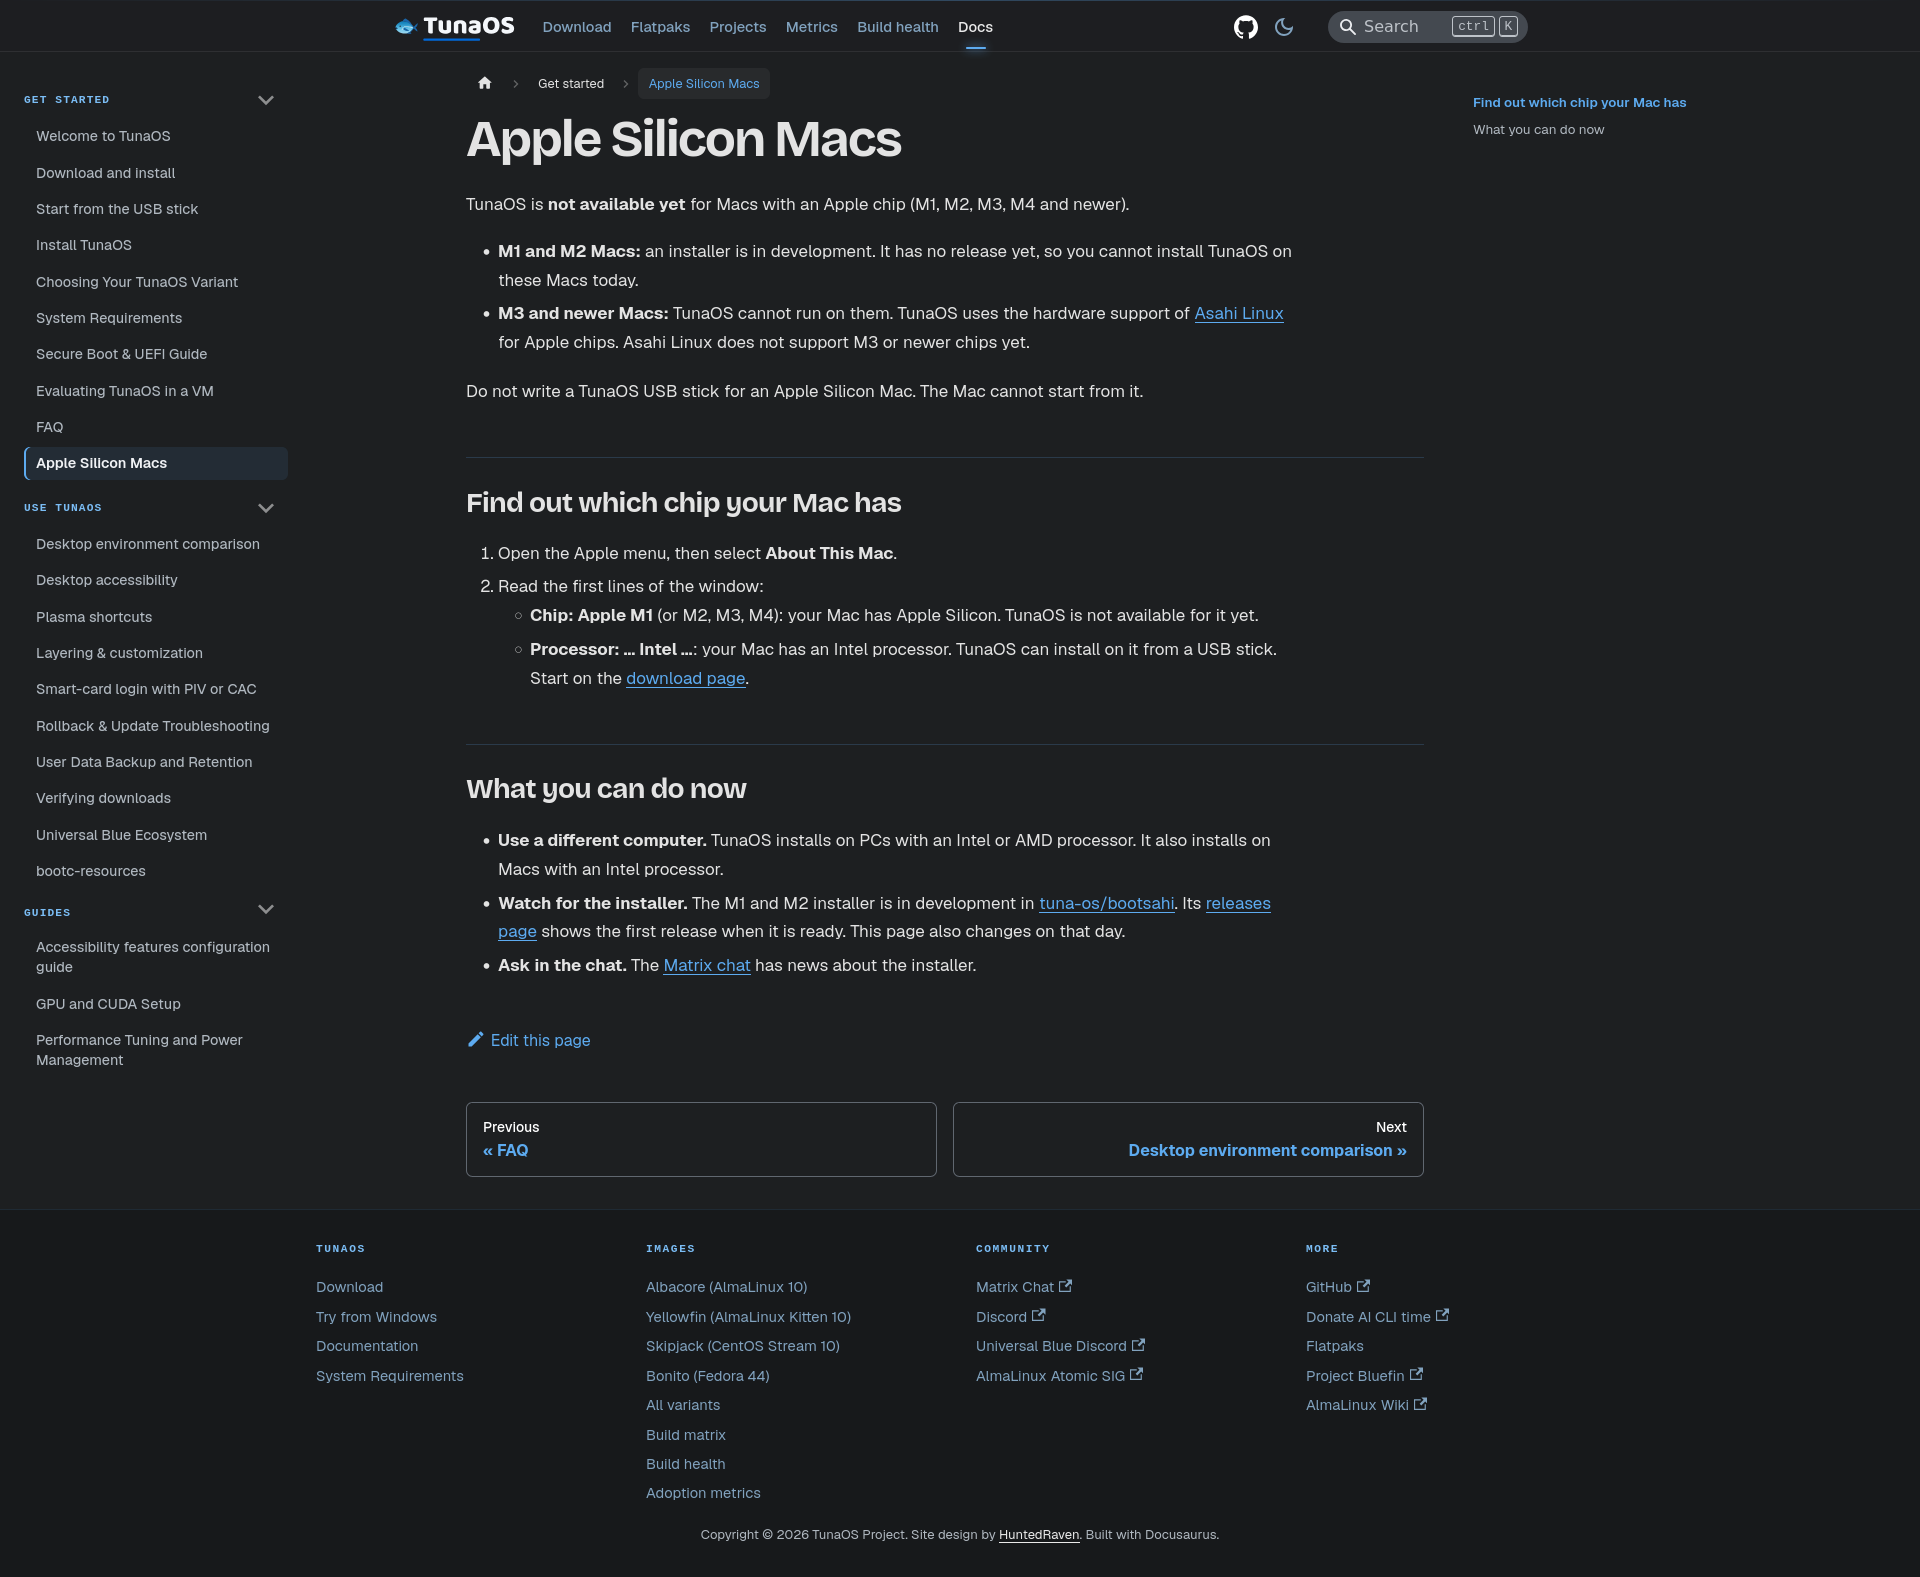 TunaOS
Download
Flatpaks
Projects
Metrics
Build health
Docs
Search
ctrl
K
GET STARTED
Welcome to TunaOS
Download and install
Start from the USB stick
Install TunaOS
Choosing Your TunaOS Variant
System Requirements
Secure Boot & UEFI Guide
Evaluating TunaOS in a VM
FAQ
Apple Silicon Macs
USE TUNAOS
Desktop environment comparison
Desktop accessibility
Plasma shortcuts
Layering & customization
Smart-card login with PIV or CAC
Rollback & Update Troubleshooting
User Data Backup and Retention
Verifying downloads
Universal Blue Ecosystem
bootc-resources
GUIDES
Accessibility features configuration
guide
GPU and CUDA Setup
Performance Tuning and Power
Management
Get started
Apple Silicon Macs
Apple Silicon Macs
TunaOS is not available yet for Macs with an Apple chip (M1, M2, M3, M4 and newer).
• M1 and M2 Macs: an installer is in development. It has no release yet, so you cannot install TunaOS on
these Macs today.
• M3 and newer Macs: TunaOS cannot run on them. TunaOS uses the hardware support of Asahi Linux
for Apple chips. Asahi Linux does not support M3 or newer chips yet.
Do not write a TunaOS USB stick for an Apple Silicon Mac. The Mac cannot start from it.
Find out which chip your Mac has
1. Open the Apple menu, then select About This Mac.
2. Read the first lines of the window:
○ Chip: Apple M1 (or M2, M3, M4): your Mac has Apple Silicon. TunaOS is not available for it yet.
○ Processor: … Intel …: your Mac has an Intel processor. TunaOS can install on it from a USB stick.
Start on the download page.
What you can do now
• Use a different computer. TunaOS installs on PCs with an Intel or AMD processor. It also installs on
Macs with an Intel processor.
• Watch for the installer. The M1 and M2 installer is in development in tuna-os/bootsahi. Its releases
page shows the first release when it is ready. This page also changes on that day.
• Ask in the chat. The Matrix chat has news about the installer.
Edit this page
Previous
« FAQ
Next
Desktop environment comparison »
Find out which chip your Mac has
What you can do now
TUNAOS
Download
Try from Windows
Documentation
System Requirements
IMAGES
Albacore (AlmaLinux 10)
Yellowfin (AlmaLinux Kitten 10)
Skipjack (CentOS Stream 10)
Bonito (Fedora 44)
All variants
Build matrix
Build health
Adoption metrics
COMMUNITY
Matrix Chat
Discord
Universal Blue Discord
AlmaLinux Atomic SIG
MORE
GitHub
Donate AI CLI time
Flatpaks
Project Bluefin
AlmaLinux Wiki
Copyright © 2026 TunaOS Project. Site design by HuntedRaven. Built with Docusaurus.